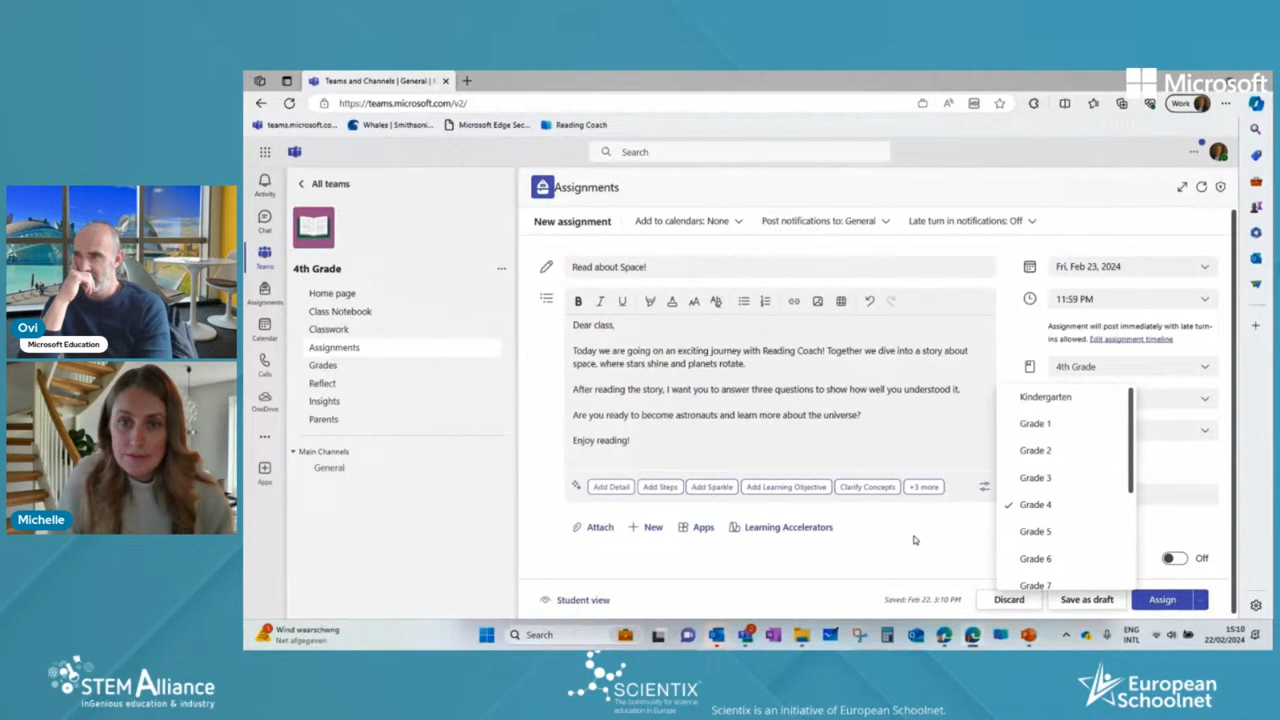 Microsoft
Teams and Channels | General |
https://teams.microsoft.com/v2/
Work
teams.microsoft.co...
Whales | Smithsoni...
Microsoft Edge Sec...
Reading Coach
Search
Activity
Chat
Teams
Assignments
Calendar
Calls
OneDrive
Apps
All teams
4th Grade
Home page
Class Notebook
Classwork
Assignments
Grades
Reflect
Insights
Parents
Main Channels
General
Assignments
New assignment
Add to calendars: None
Post notifications to: General
Late turn in notifications: Off
Read about Space!
B I U
Dear class,
Today we are going on an exciting journey with Reading Coach! Together we dive into a story about
space, where stars shine and planets rotate.
After reading the story, I want you to answer three questions to show how well you understood it.
Are you ready to become astronauts and learn more about the universe?
Enjoy reading!
Add Detail
Add Steps
Add Sparkle
Add Learning Objective
Clarify Concepts
+3 more
Attach
New
Apps
Learning Accelerators
Fri, Feb 23, 2024
11:59 PM
Assignment will post immediately with late turn-
ins allowed. Edit assignment timeline
4th Grade
Kindergarten
Grade 1
Grade 2
Grade 3
Grade 4
Grade 5
Grade 6
Grade 7
Off
Student view
Saved: Feb 22, 3:10 PM
Discard
Save as draft
Assign
Wind waarschwng
Net afgegeven
Search
ENG
INTL
15:10
22/02/2024
Ovi
Microsoft Education
Michelle
STEM Alliance
inGenious education & industry
SCIENTIX
The community for science
education in Europe
Scientix is an initiative of European Schoolnet.
European
Schoolnet